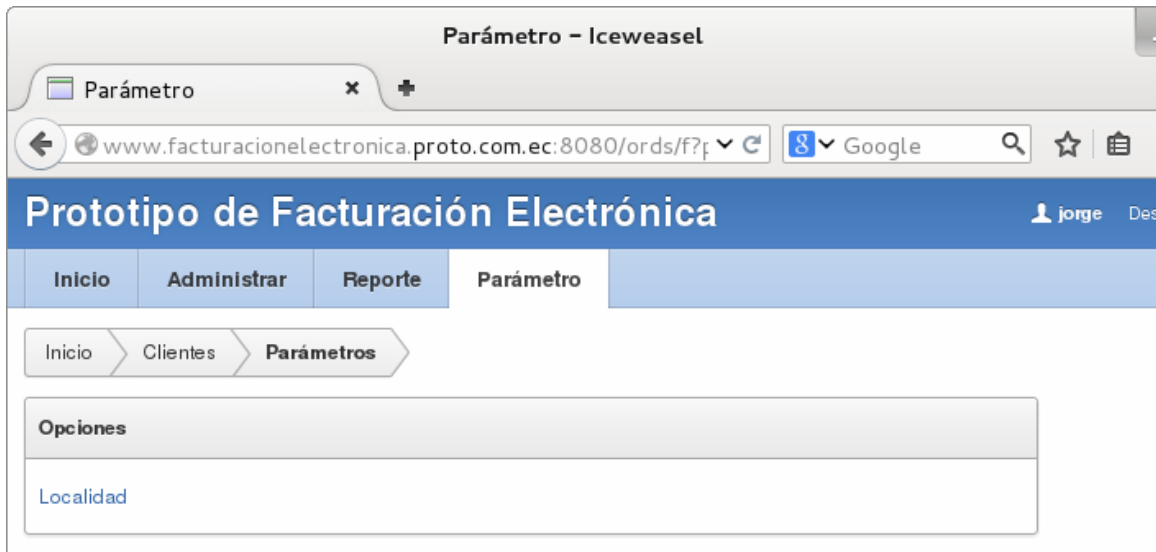 Parámetro – Iceweasel
Parámetro
www.facturacionelectronica.proto.com.ec:8080/ords/f?p Google
Prototipo de Facturación Electrónica jorge Des
Inicio Administrar Reporte Parámetro
Inicio Clientes Parámetros
Opciones
Localidad